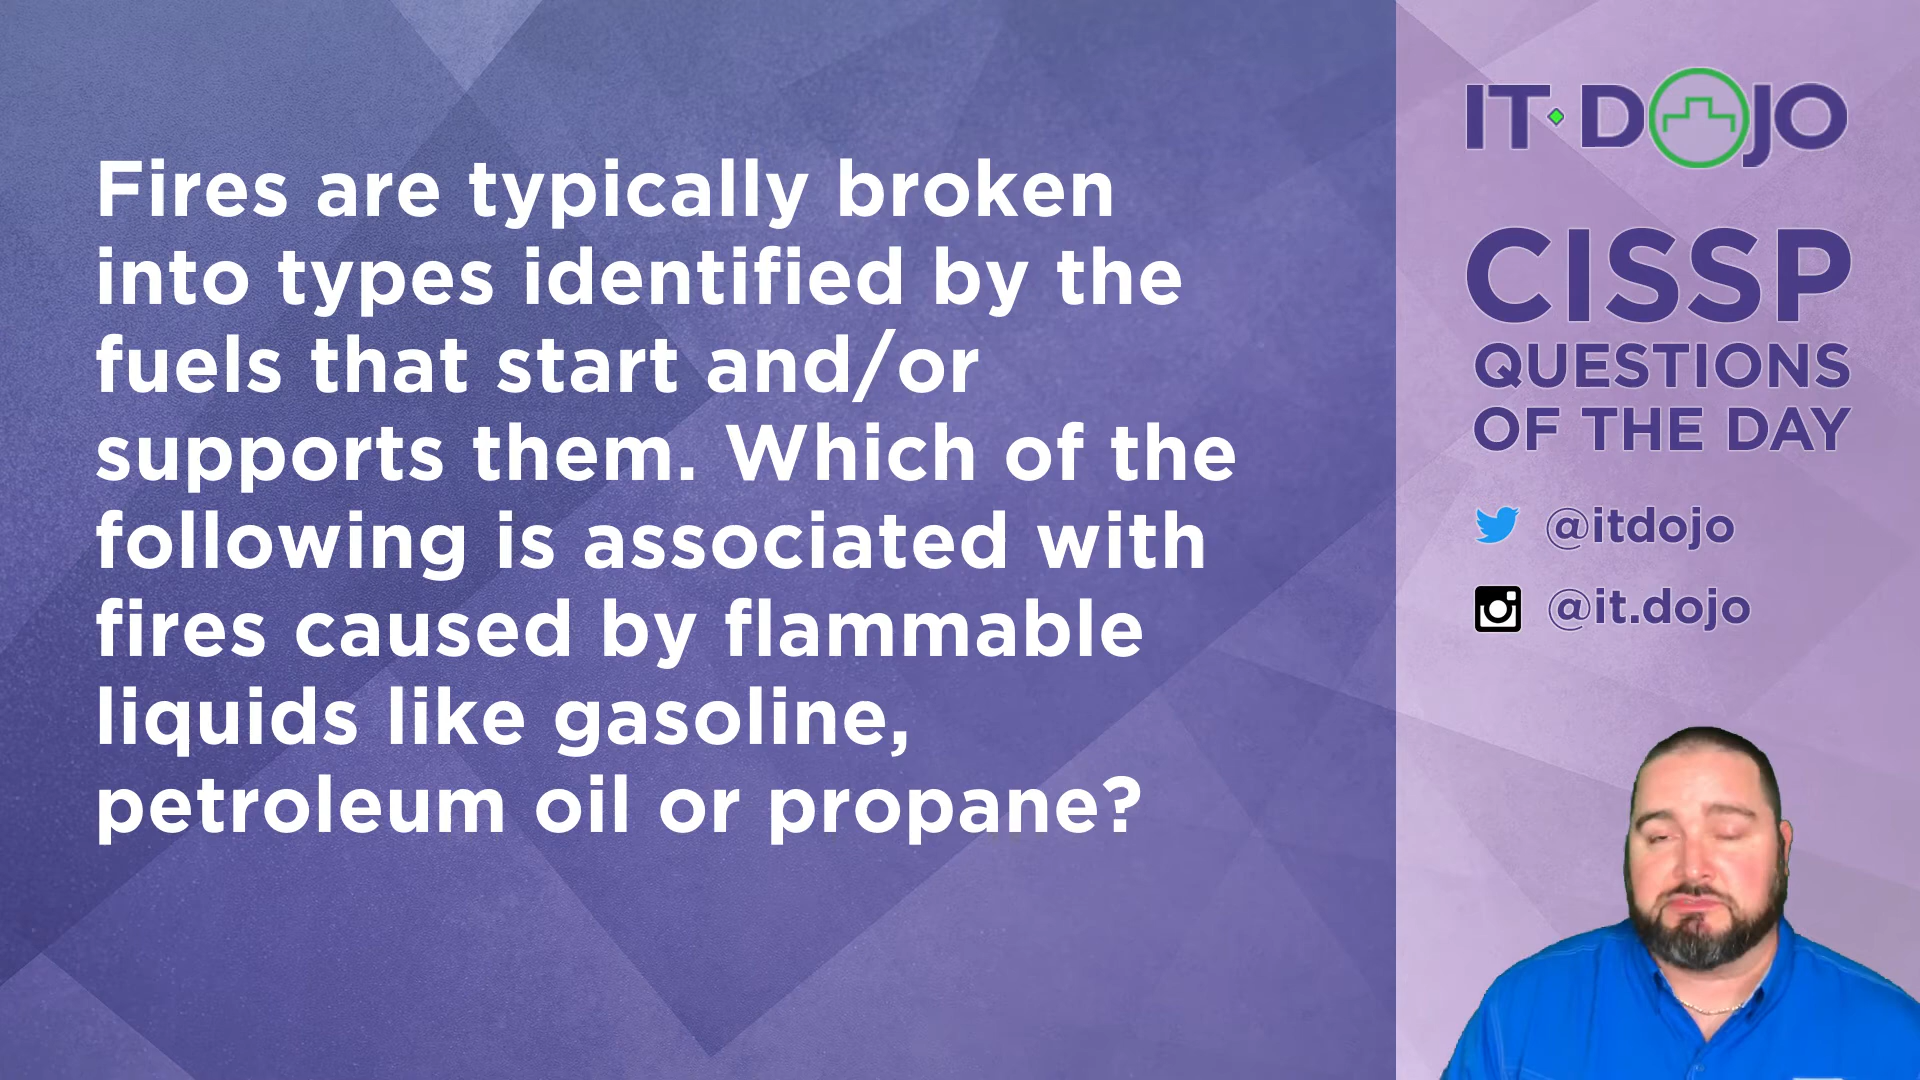 Fires are typically broken
into types identified by the
fuels that start and/or
supports them. Which of the
following is associated with
fires caused by flammable
liquids like gasoline,
petroleum oil or propane?
IT DOJO
CISSP
QUESTIONS
OF THE DAY
@itdojo
@it.dojo